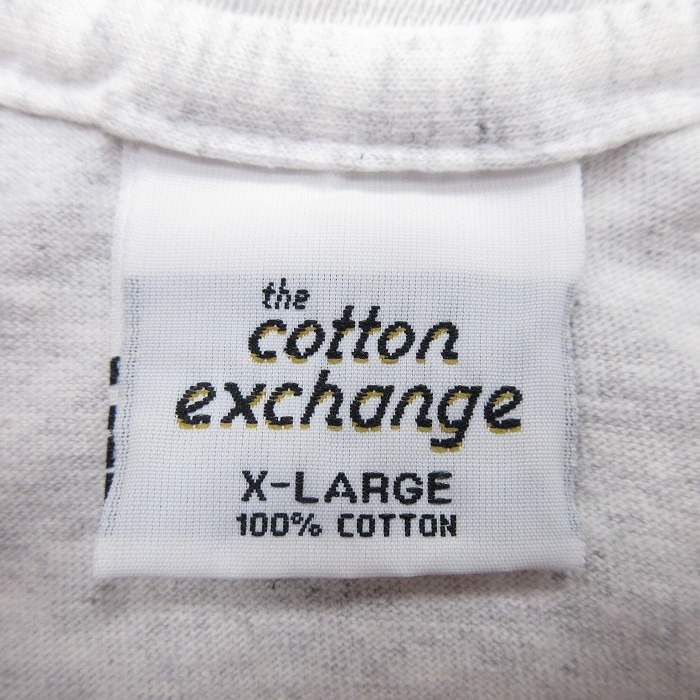 the
cotton
exchange
X-LARGE
100% COTTON